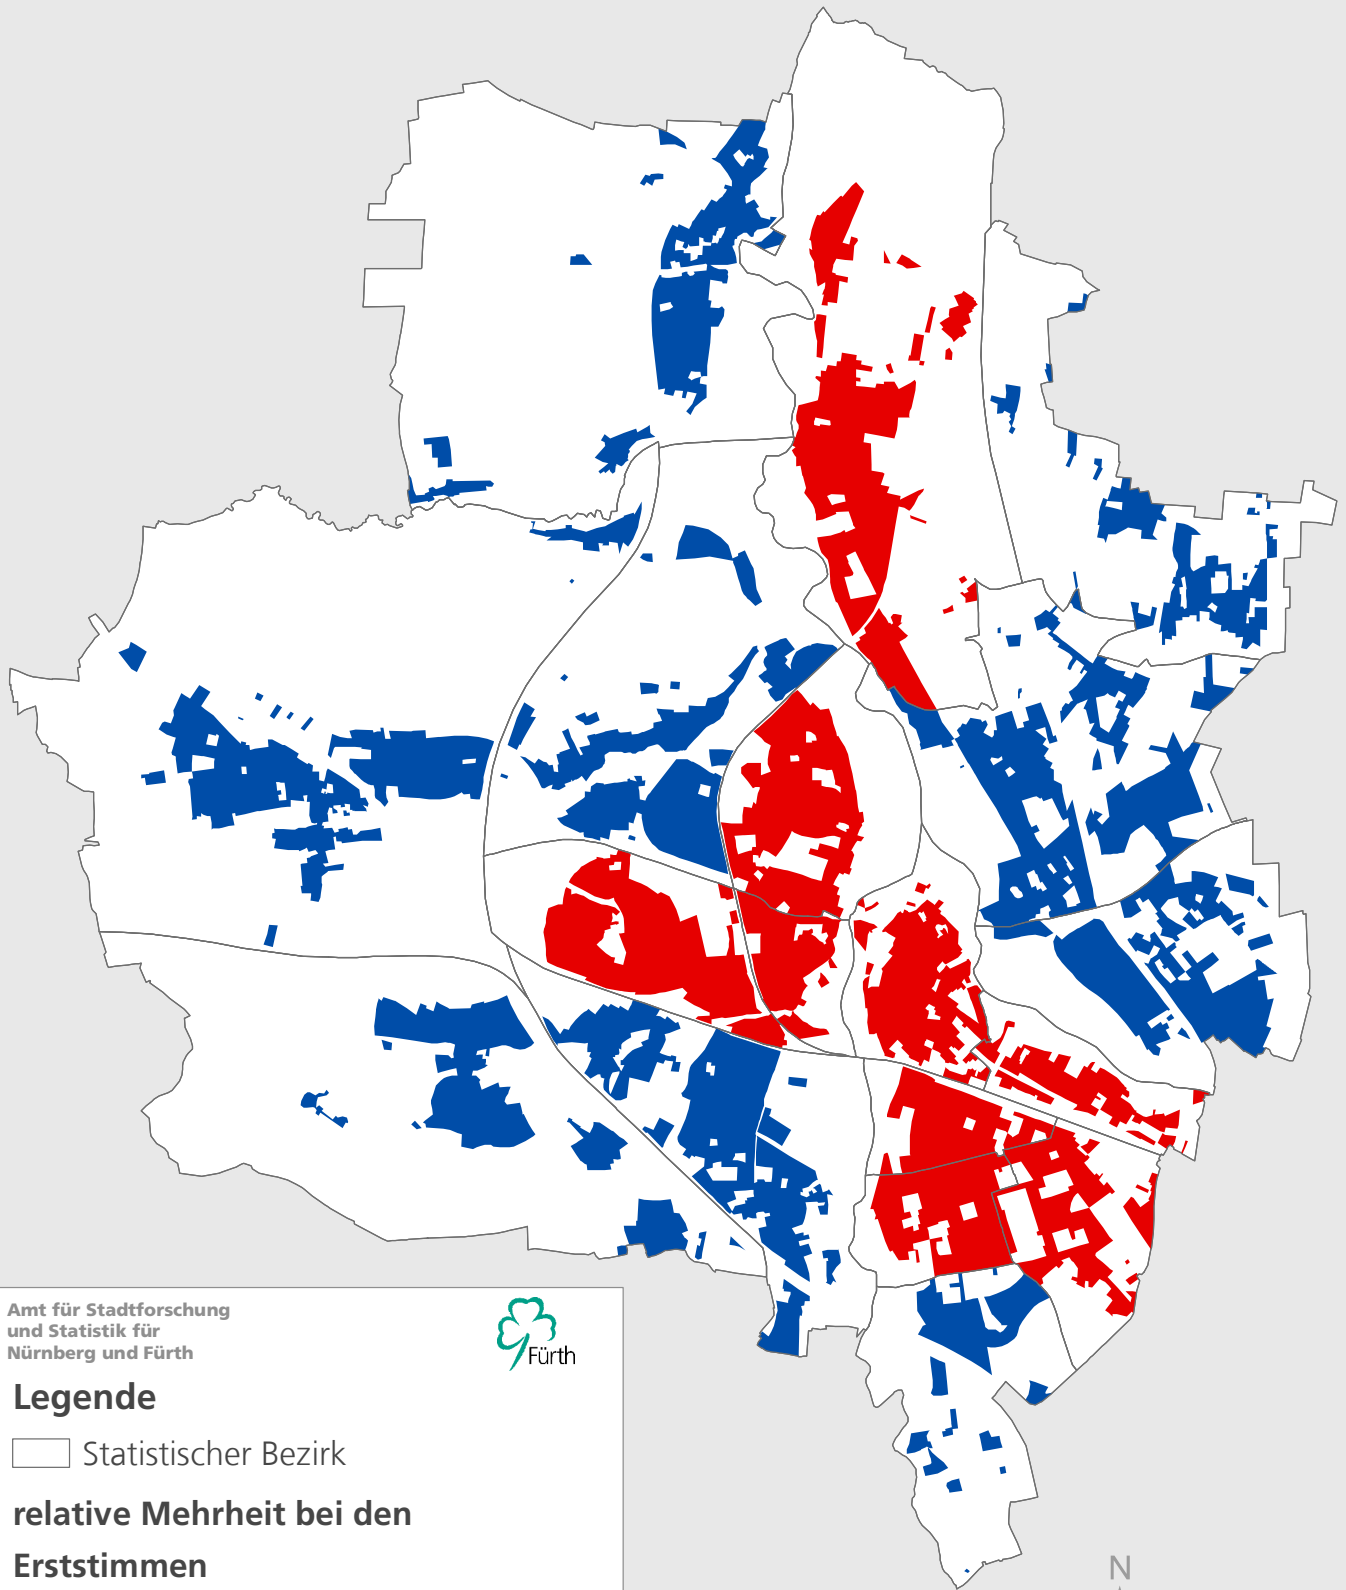 Amt für Stadtforschung
und Statistik für
Nürnberg und Fürth
Fürth
Legende
Statistischer Bezirk
relative Mehrheit bei den
Erststimmen
N